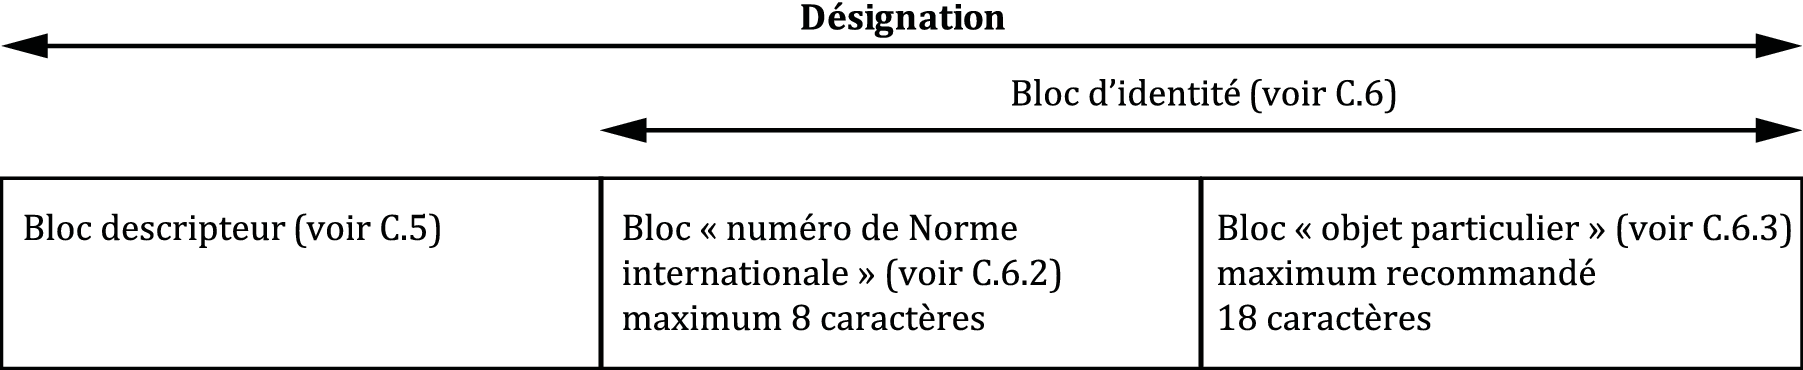 Désignation
Bloc d’identité (voir C.6)
Bloc descripteur (voir C.5)
Bloc « numéro de Norme
internationale » (voir C.6.2)
maximum 8 caractères
Bloc « objet particulier » (voir C.6.3)
maximum recommandé
18 caractères